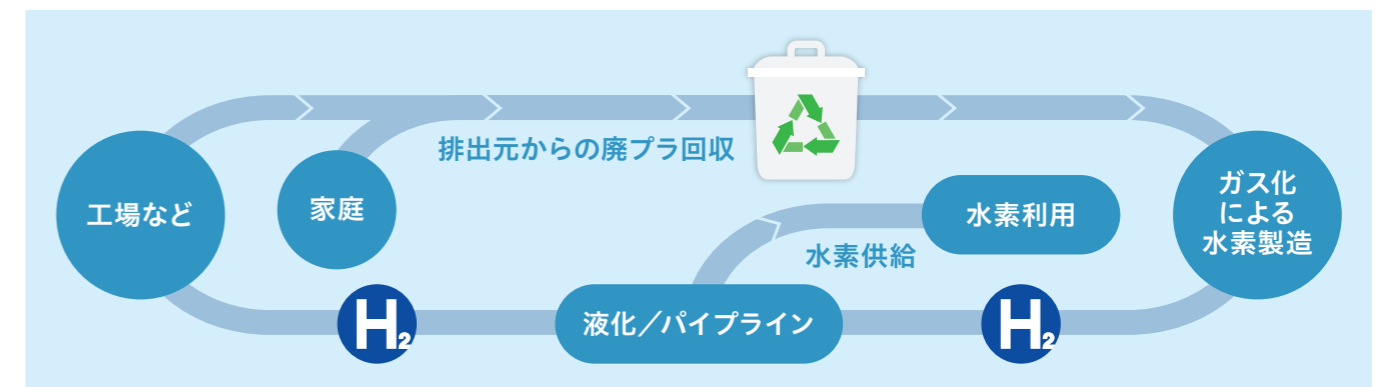 排出元からの廃プラ回収
工場など
家庭
水素利用
ガス化
による
水素製造
水素供給
H2
液化／パイプライン
H2